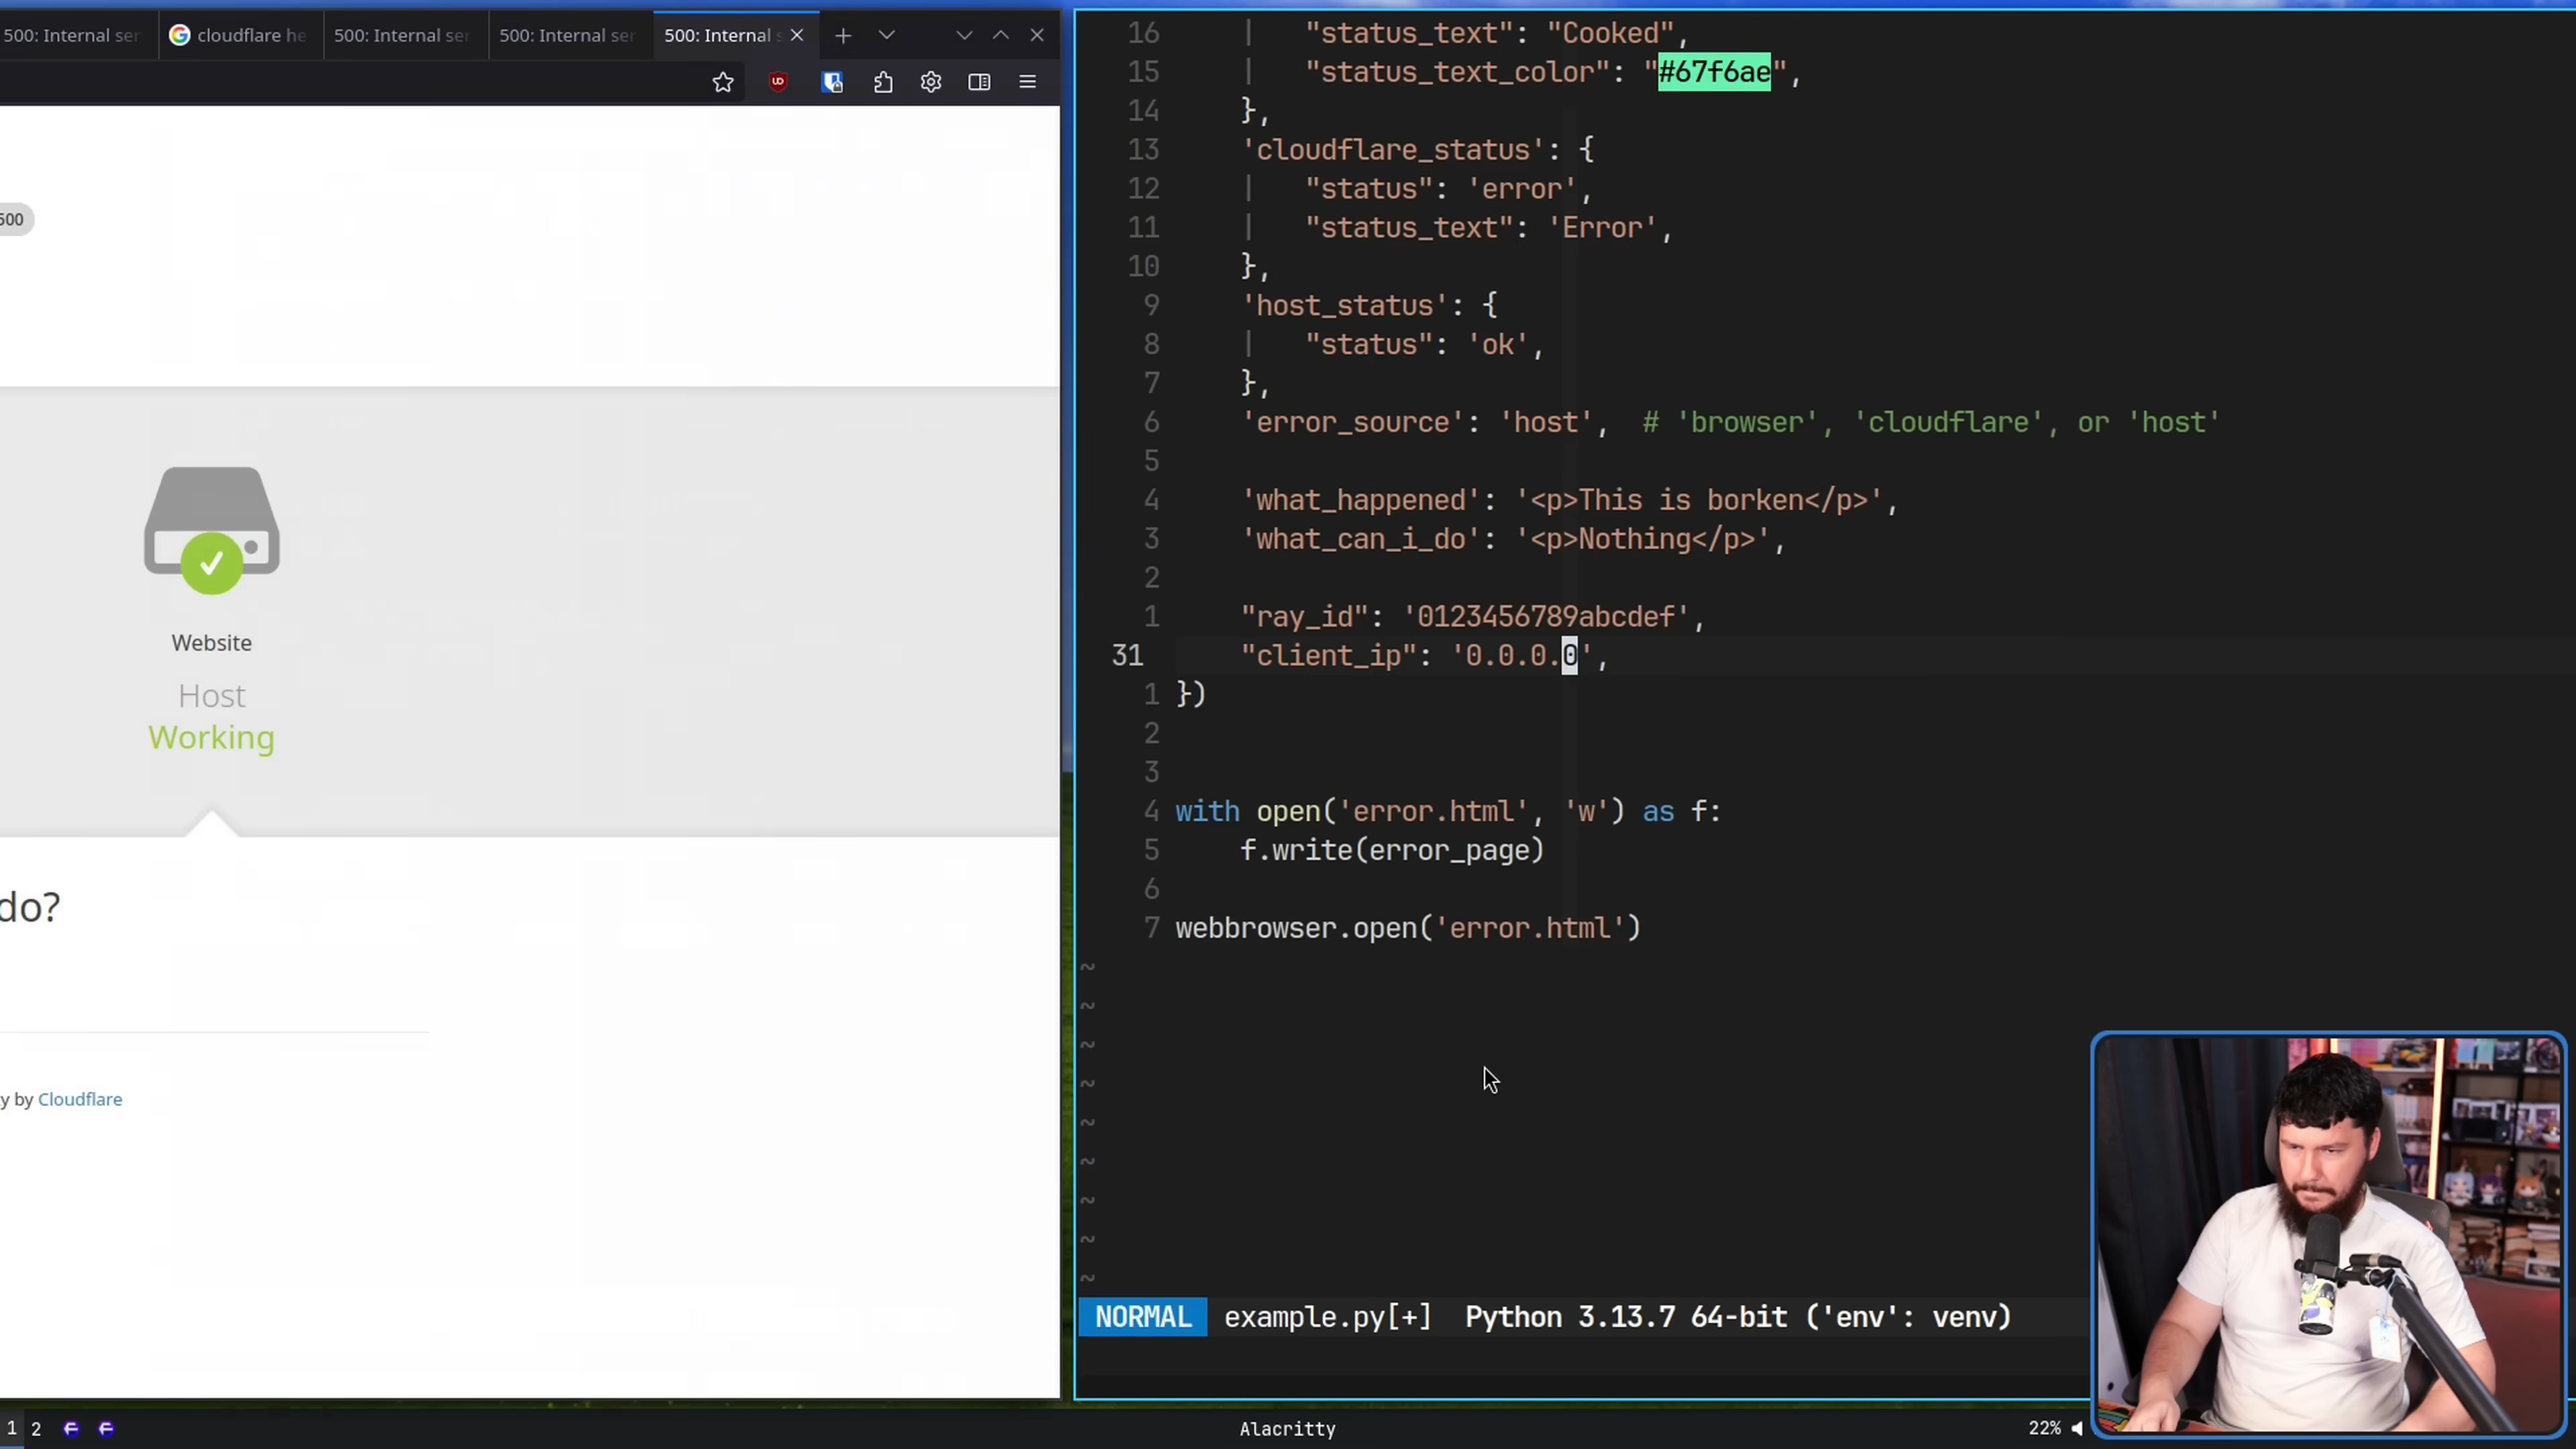 500: Internal ser
cloudflare he
500: Internal ser
500: Internal ser
500: Internal s
500
Website
Host
Working
do?
y by Cloudflare
16 "status_text": "Cooked",
15 "status_text_color": "#67f6ae",
14 },
13 'cloudflare_status': {
12 "status": 'error',
11 "status_text": 'Error',
10 },
9 'host_status': {
8 "status": 'ok',
7 },
6 'error_source': 'host',  # 'browser', 'cloudflare', or 'host'
5
4 'what_happened': '<p>This is borken</p>',
3 'what_can_i_do': '<p>Nothing</p>',
2
1 "ray_id": '0123456789abcdef',
31 "client_ip": '0.0.0.0',
1 })
2
3
4 with open('error.html', 'w') as f:
5 f.write(error_page)
6
7 webbrowser.open('error.html')
~
~
~
~
~
~
~
~
~
NORMAL example.py[+] Python 3.13.7 64-bit ('env': venv)
1 2
Alacritty
22%